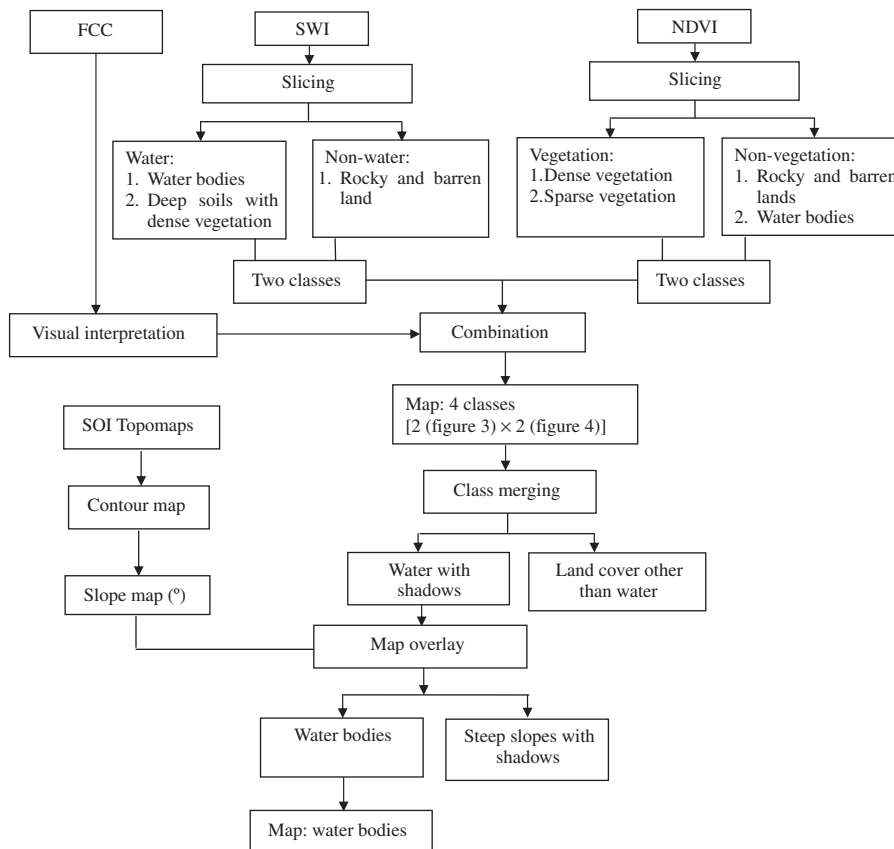 FCC
SWI
NDVI
Slicing
Slicing
Water:
1. Water bodies
2. Deep soils with
dense vegetation
Non-water:
1. Rocky and barren
land
Vegetation:
1.Dense vegetation
2.Sparse vegetation
Non-vegetation:
1. Rocky and barren
lands
2. Water bodies
Two classes
Two classes
Visual interpretation
Combination
Map: 4 classes
[2 (figure 3) × 2 (figure 4)]
SOI Topomaps
Class merging
Contour map
Water with
shadows
Land cover other
than water
Slope map (º)
Map overlay
Water bodies
Steep slopes with
shadows
Map: water bodies